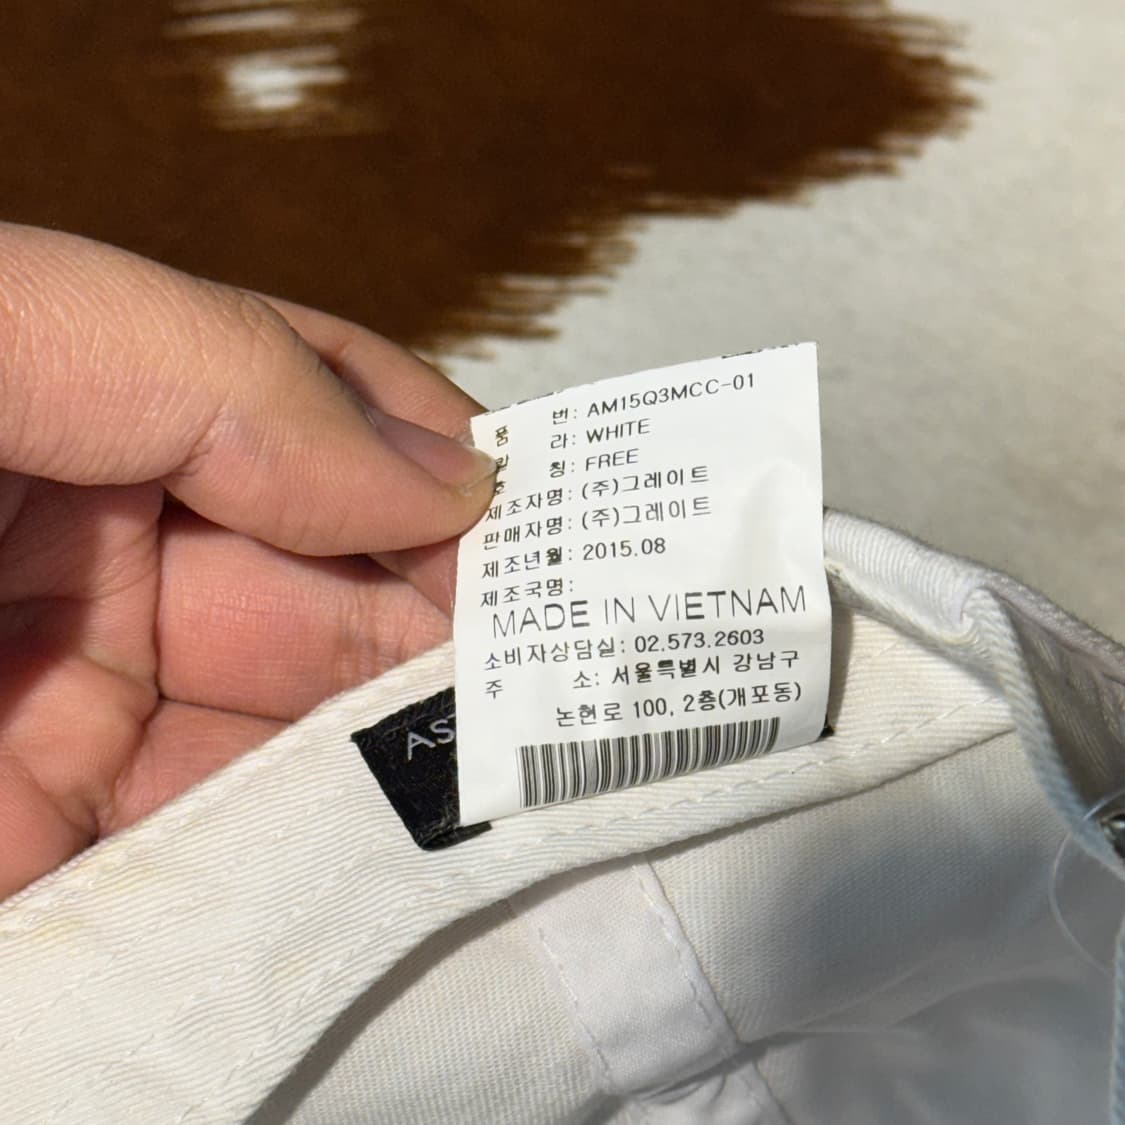 품 번: AM15Q3MCC-01
칼 라: WHITE
호 칭: FREE
제조자명: (주)그레이트
판매자명: (주)그레이트
제조년월: 2015.08
제조국명:
MADE IN VIETNAM
소비자상담실: 02.573.2603
주 소: 서울특별시 강남구
논현로 100, 2층(개포동)